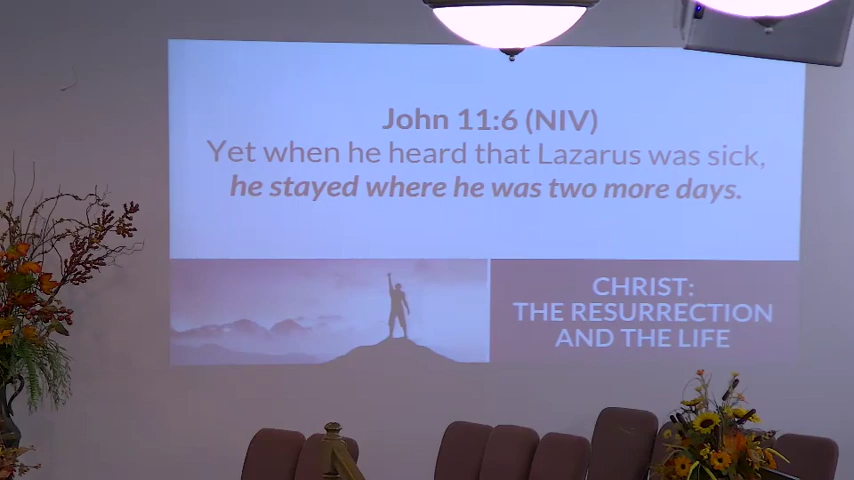 John 11:6 (NIV)
Yet when he heard that Lazarus was sick,
he stayed where he was two more days.
CHRIST:
THE RESURRECTION
AND THE LIFE